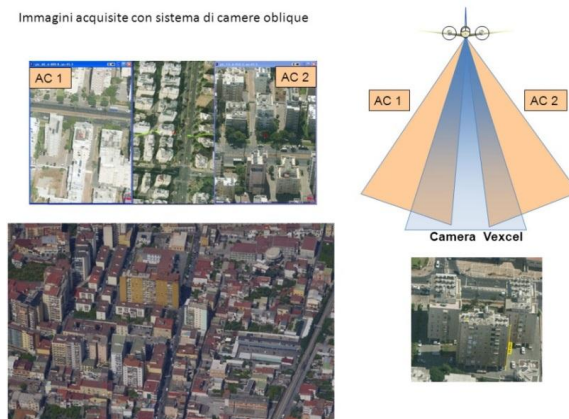 Immagini acquisite con sistema di camere oblique
AC 1
AC 2
AC 1
AC 2
Camera Vexcel